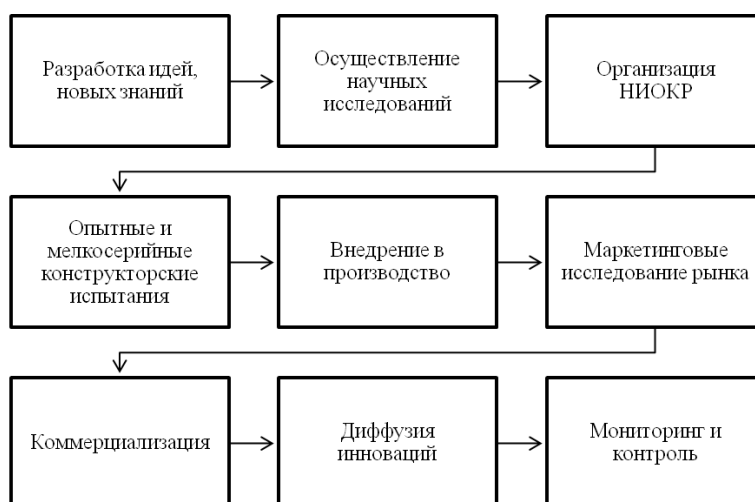 Разработка идей,
новых знаний
Осуществление
научных
исследований
Организация
НИОКР
Опытные и
мелкосерийные
конструкторские
испытания
Внедрение в
производство
Маркетинговые
исследование рынка
Коммерциализация
Диффузия
инноваций
Мониторинг и
контроль